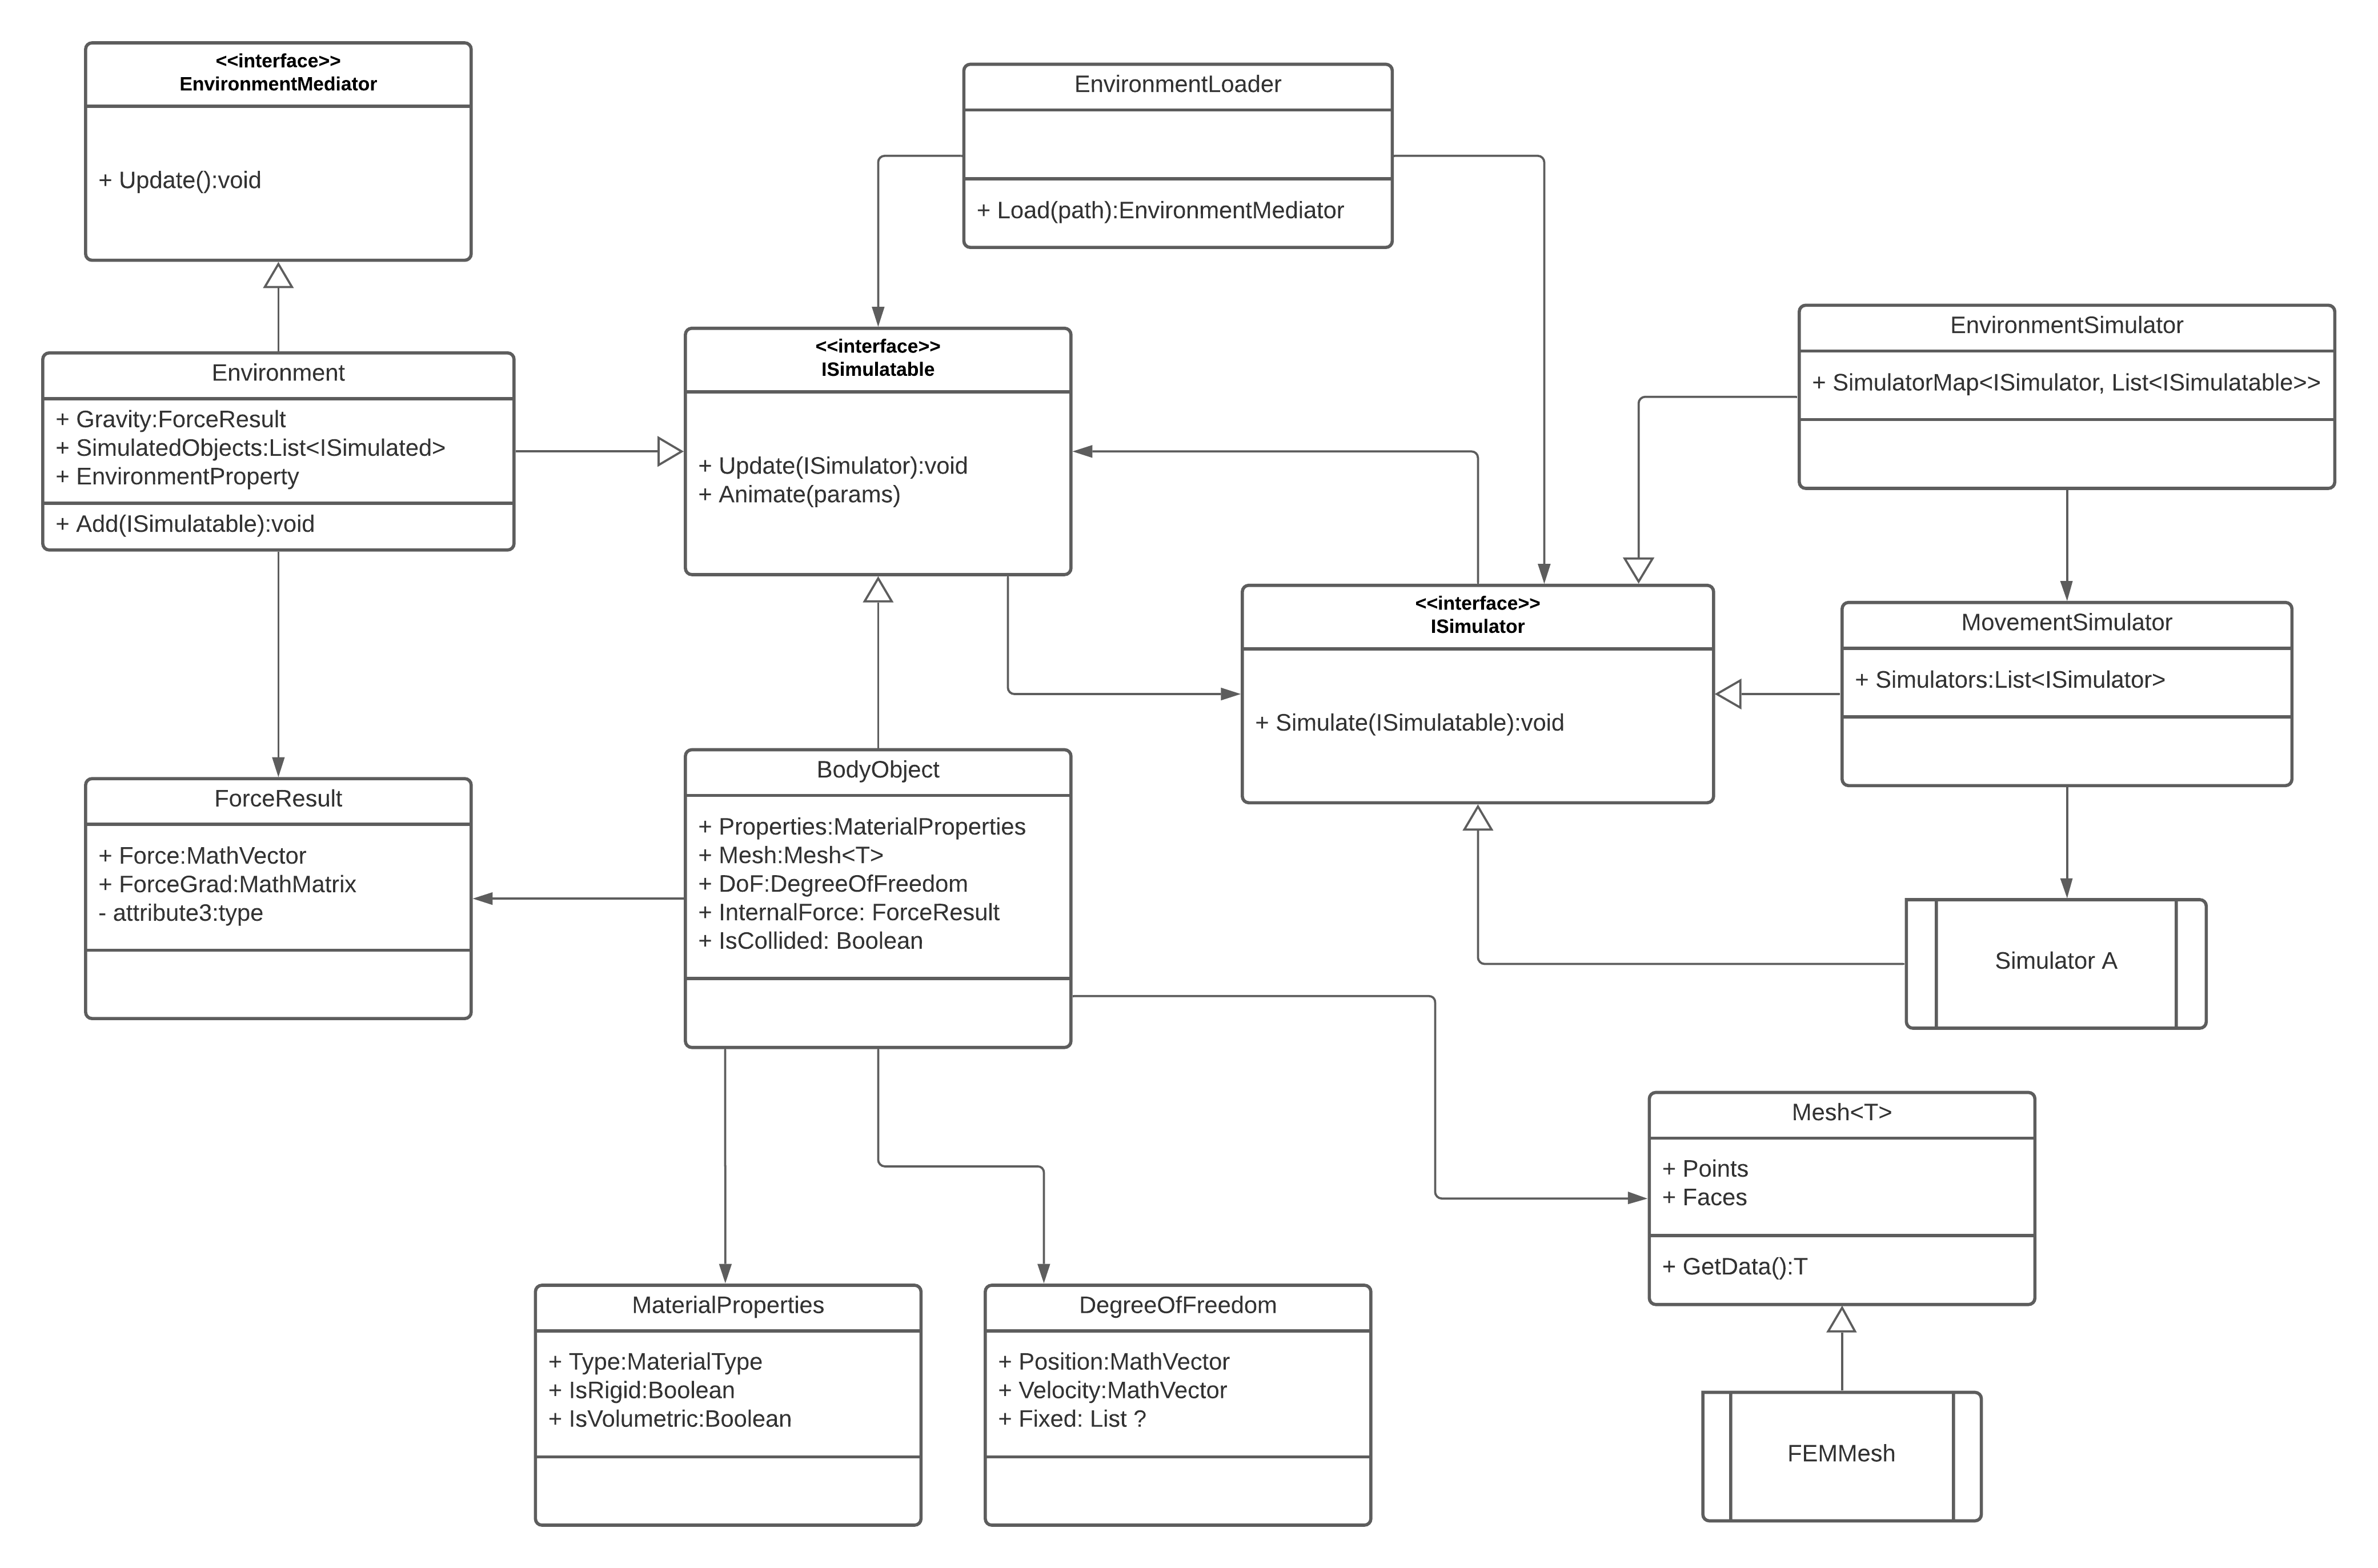 <<interface>>
EnvironmentMediator
+ Update():void
EnvironmentLoader
+ Load(path):EnvironmentMediator
Environment
+ Gravity:ForceResult
+ SimulatedObjects:List<ISimulated>
+ EnvironmentProperty
+ Add(ISimulatable):void
<<interface>>
ISimulatable
+ Update(ISimulator):void
+ Animate(params)
EnvironmentSimulator
+ SimulatorMap<ISimulator, List<ISimulatable>>
<<interface>>
ISimulator
+ Simulate(ISimulatable):void
MovementSimulator
+ Simulators:List<ISimulator>
ForceResult
+ Force:MathVector
+ ForceGrad:MathMatrix
- attribute3:type
BodyObject
+ Properties:MaterialProperties
+ Mesh:Mesh<T>
+ DoF:DegreeOfFreedom
+ InternalForce: ForceResult
+ IsCollided: Boolean
Simulator A
Mesh<T>
+ Points
+ Faces
+ GetData():T
MaterialProperties
+ Type:MaterialType
+ IsRigid:Boolean
+ IsVolumetric:Boolean
DegreeOfFreedom
+ Position:MathVector
+ Velocity:MathVector
+ Fixed: List ?
FEMMesh